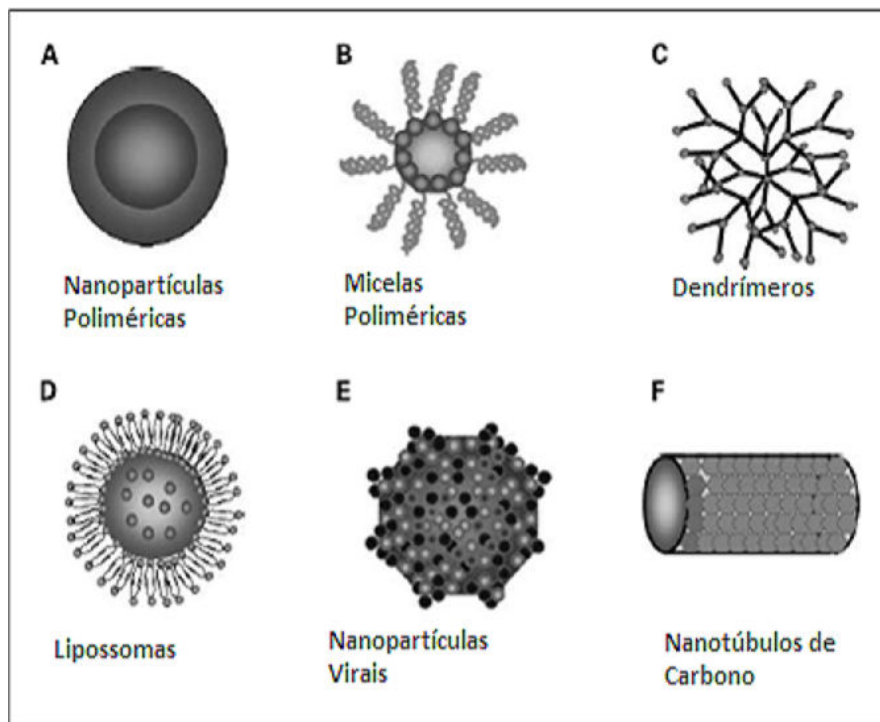 A
B
C
Nanopartículas
Poliméricas
Micelas
Poliméricas
Dendrímeros
D
E
F
Lipossomas
Nanopartículas
Virais
Nanotúbulos de
Carbono